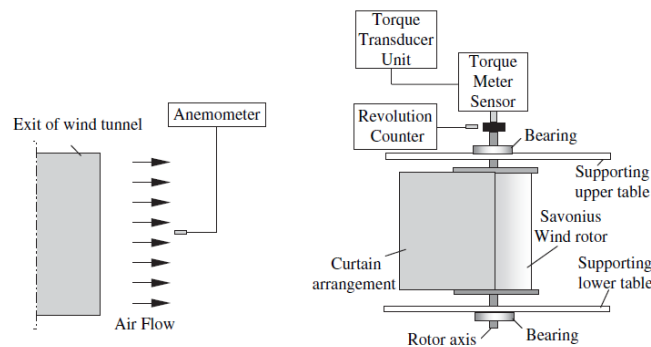 Exit of wind tunnel
Anemometer
Air Flow
Torque
Transducer
Unit
Torque
Meter
Sensor
Revolution
Counter
Bearing
Supporting
upper table
Savonius
Wind rotor
Curtain
arrangement
Supporting
lower table
Rotor axis
Bearing